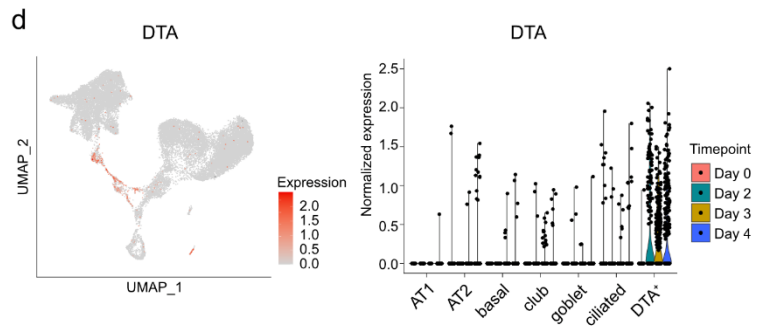 d
DTA
UMAP_2
UMAP_1
Expression
2.0
1.5
1.0
0.5
0.0
DTA
Normalized expression
2.5
2.0
1.5
1.0
0.5
0.0
AT1
AT2
basal
club
goblet
ciliated
DTA⁺
Timepoint
Day 0
Day 2
Day 3
Day 4